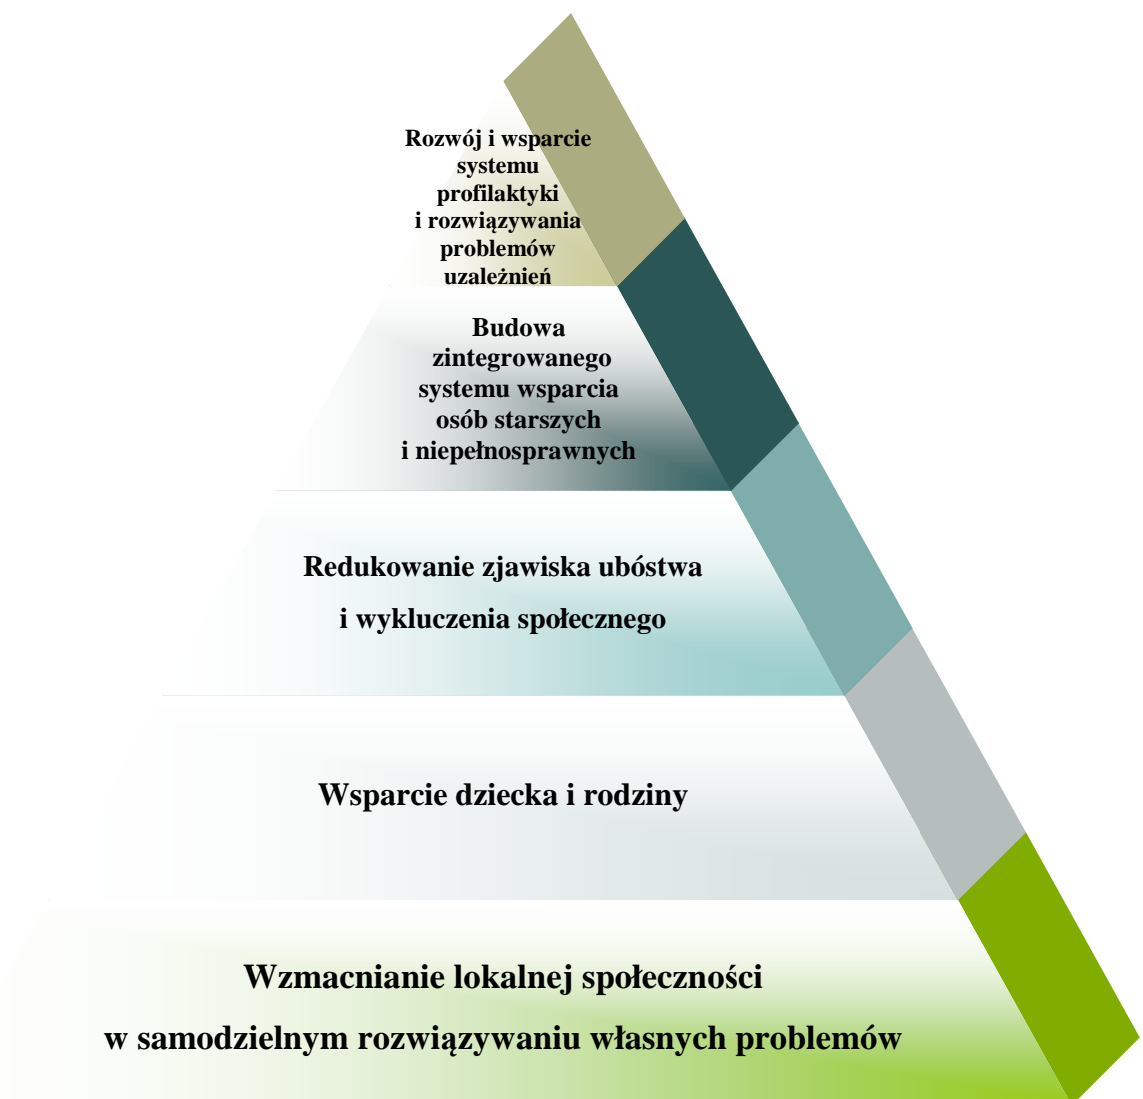 Rozwój i wsparcie
systemu
profilaktyki
i rozwiązywania
problemów
uzależnień
Budowa
zintegrowanego
systemu wsparcia
osób starszych
i niepełnosprawnych
Redukowanie zjawiska ubóstwa
i wykluczenia społecznego
Wsparcie dziecka i rodziny
Wzmacnianie lokalnej społeczności
w samodzielnym rozwiązywaniu własnych problemów